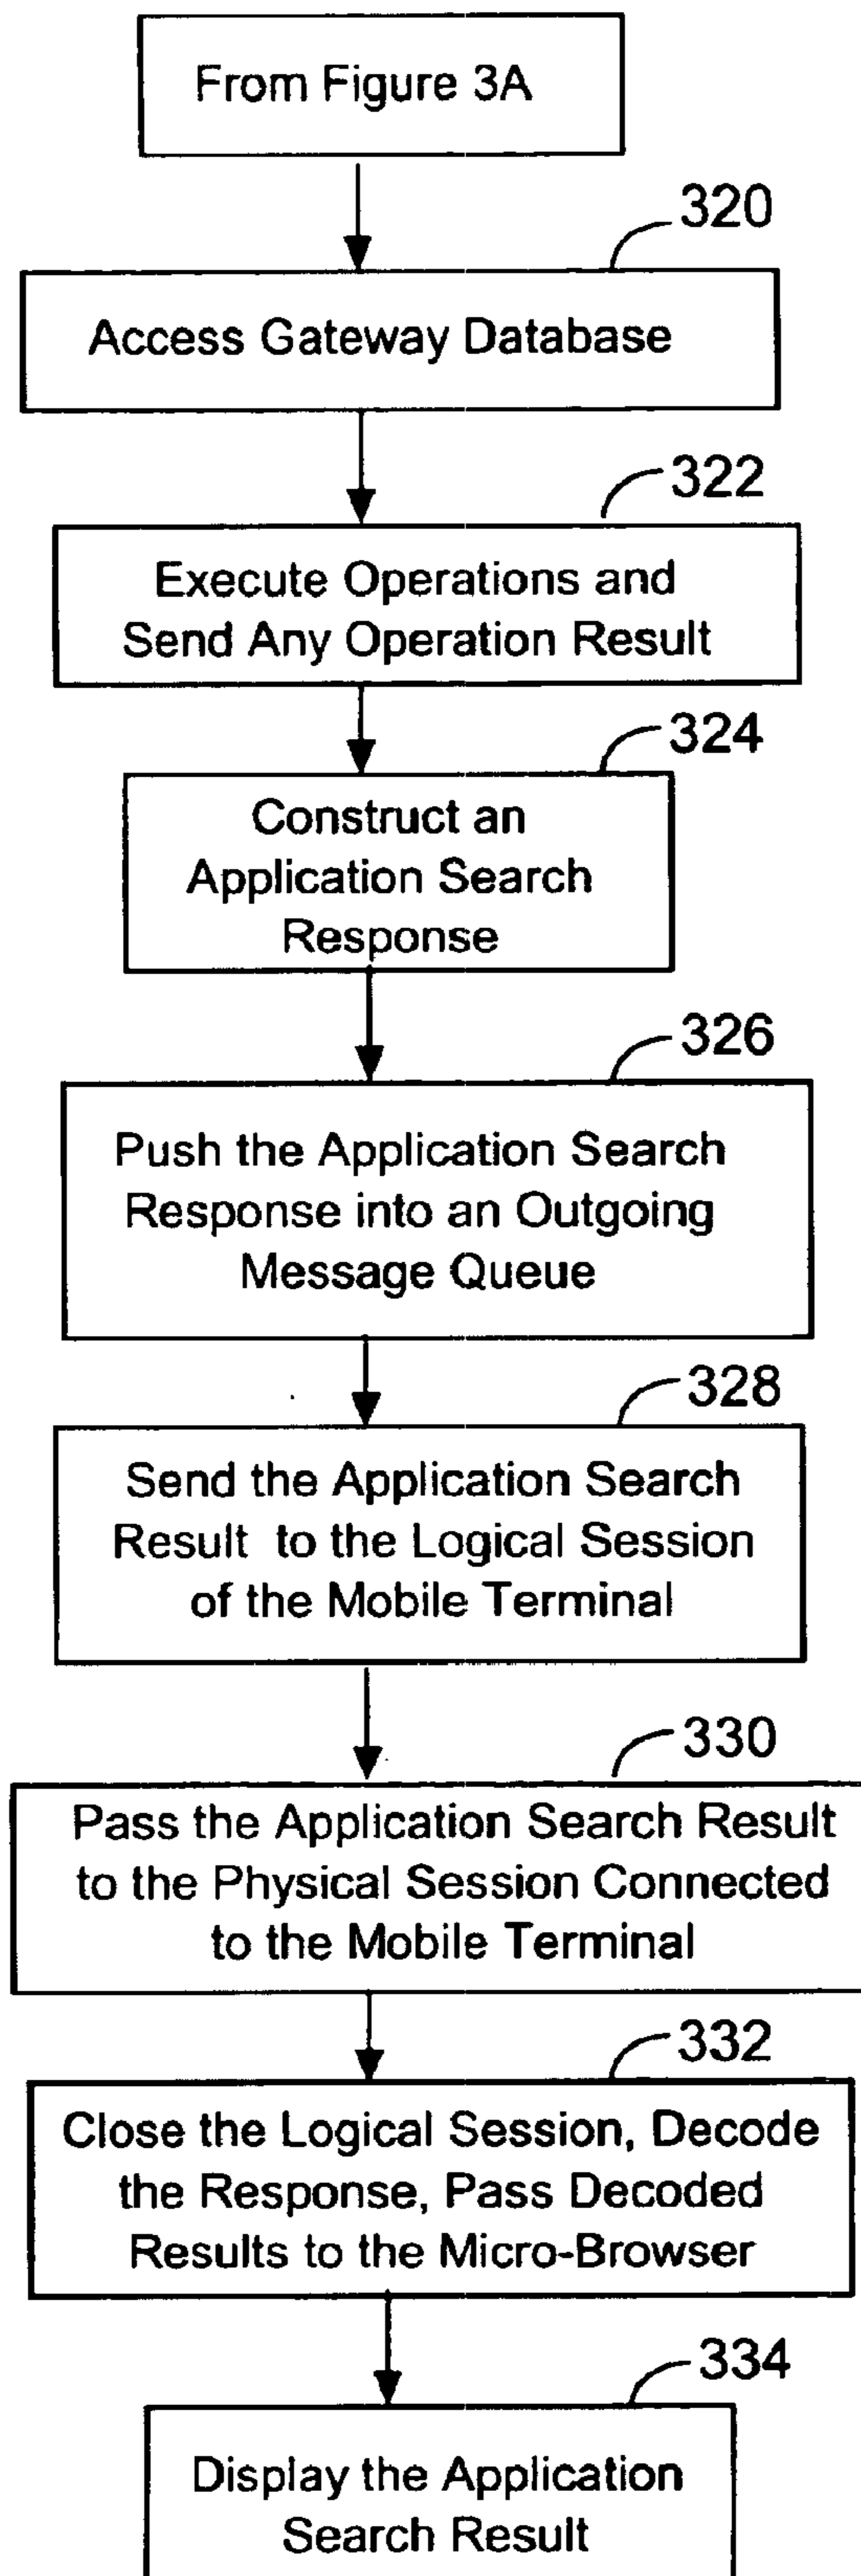 From Figure 3A
320
Access Gateway Database
322
Execute Operations and
Send Any Operation Result
324
Construct an
Application Search
Response
326
Push the Application Search
Response into an Outgoing
Message Queue
328
Send the Application Search
Result to the Logical Session
of the Mobile Terminal
330
Pass the Application Search Result
to the Physical Session Connected
to the Mobile Terminal
332
Close the Logical Session, Decode
the Response, Pass Decoded
Results to the Micro-Browser
334
Display the Application
Search Result